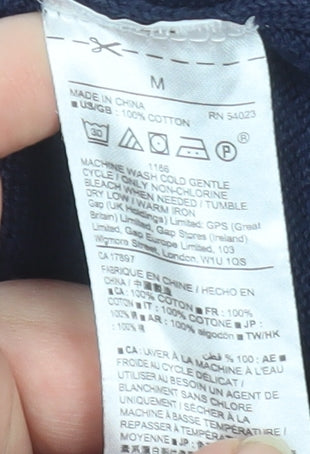 M
MADE IN CHINA
■ US/GB : 100% COTTON RN 54023
30 P ®
1166
MACHINE WASH COLD GENTLE
CYCLE / ONLY NON-CHLORINE
BLEACH WHEN NEEDED / TUMBLE
DRY LOW / WARM IRON
Gap (UK Holdings) Limited: GPS (Great
Britain) Limited, Gap Stores (Ireland)
Limited, Gap Europe Limited, 103
Wigmore Street, London, W1U 1QS
CA 17897
FABRIQUE EN CHINE / HECHO EN
CHINA / 中國製造
■ CA: 100% COTON ■ FR : 100%
COTON ■ IT : 100% COTONE ■ JP :
100% ■ AR : 100% algodón ■ TW/HK
: 100%
■ CA: LAVER À LA MACHINE À L'EAU
FROIDE AU CYCLE DÉLICAT /
UTILISER AU BESOIN UN AGENT DE
BLANCHIMENT SANS CHLORE
UNIQUEMENT / SÉCHER À LA
MACHINE À BASSE TEMPÉRATURE /
REPASSER À TEMPÉRATURE
MOYENNE ■ JP:
■ AE : 100 % قطن